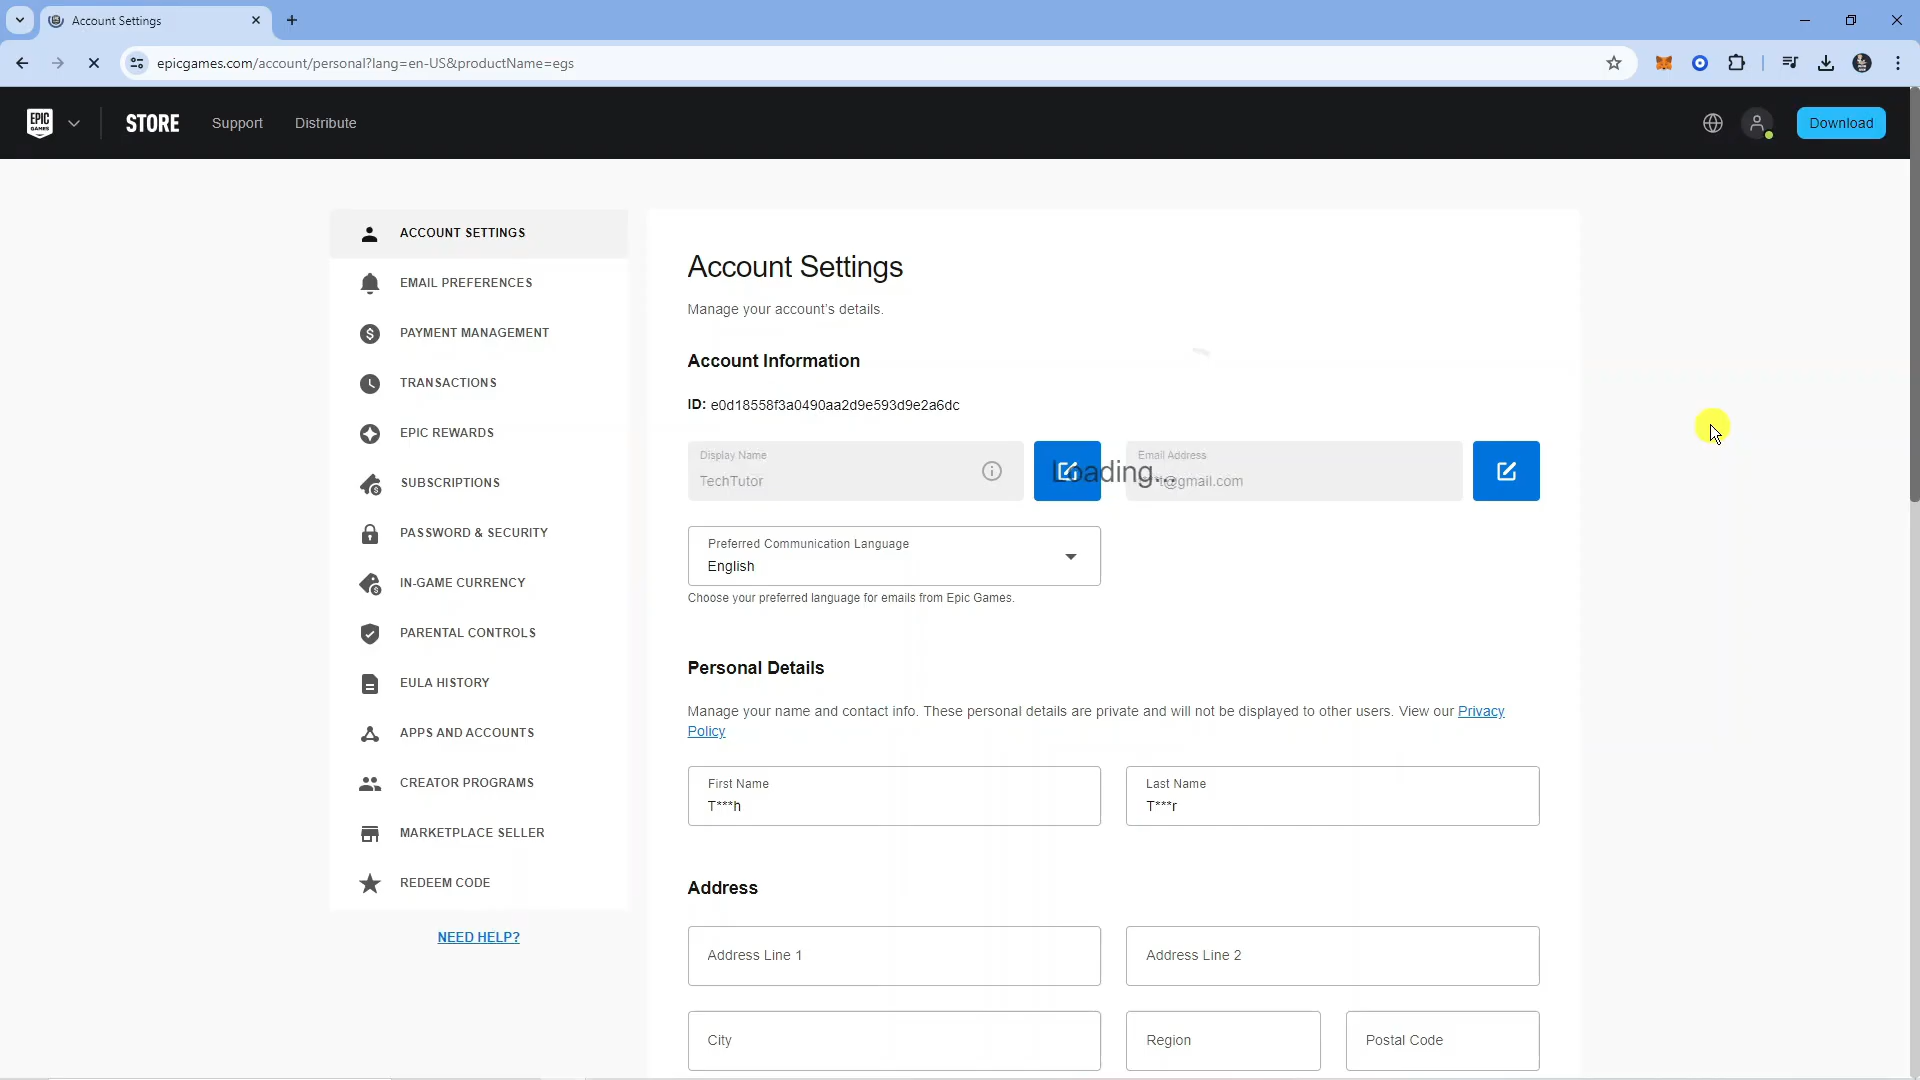 Account Settings
epicgames.com/account/personal?lang=en-US&productName=egs
EPIC GAMES
STORE
Support
Distribute
Download
ACCOUNT SETTINGS
EMAIL PREFERENCES
PAYMENT MANAGEMENT
TRANSACTIONS
EPIC REWARDS
SUBSCRIPTIONS
PASSWORD & SECURITY
IN-GAME CURRENCY
PARENTAL CONTROLS
EULA HISTORY
APPS AND ACCOUNTS
CREATOR PROGRAMS
MARKETPLACE SELLER
REDEEM CODE
NEED HELP?
Account Settings
Manage your account's details.
Account Information
ID: e0d18558f3a0490aa2d9e593d9e2a6dc
Display Name
TechTutor
Loading...
Email Address
t@gmail.com
Preferred Communication Language
English
Choose your preferred language for emails from Epic Games.
Personal Details
Manage your name and contact info. These personal details are private and will not be displayed to other users. View our Privacy
Policy
First Name
T***h
Last Name
T***r
Address
Address Line 1
Address Line 2
City
Region
Postal Code